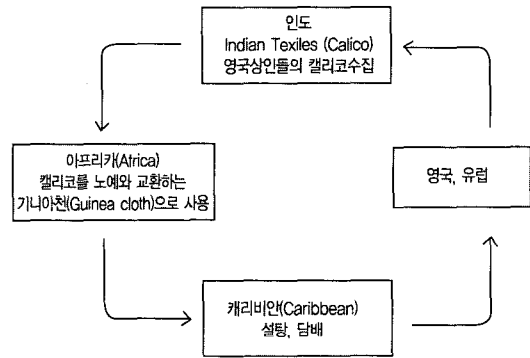 인도
Indian Texiles (Calico)
영국상인들의 캘리코수집
아프리카(Africa)
캘리코를 노예와 교환하는
기니아천(Guinea cloth)으로 사용
영국, 유럽
캐리비안(Caribbean)
설탕, 담배